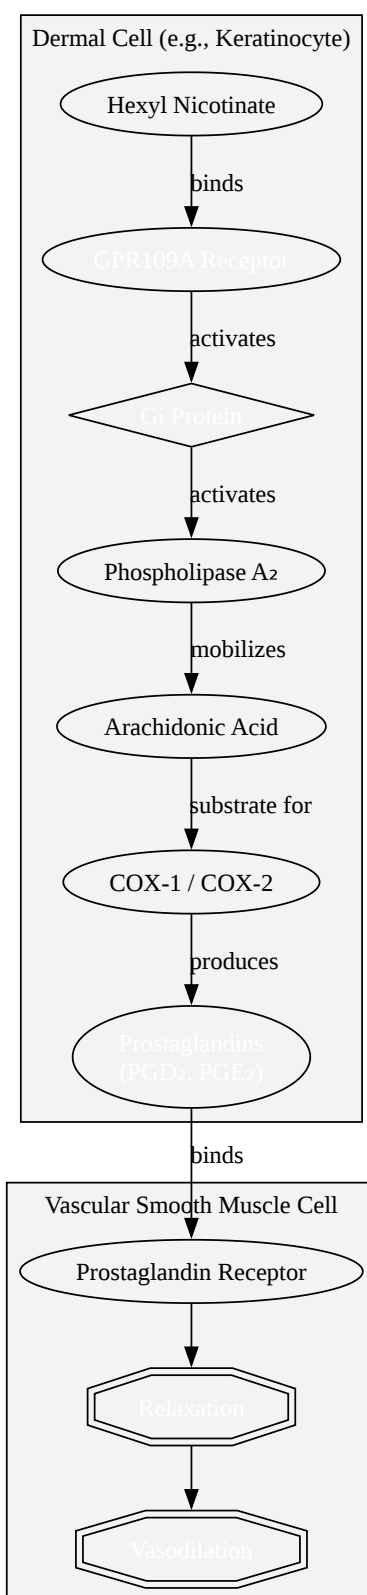 Dermal Cell (e.g., Keratinocyte)
Hexyl Nicotinate
binds
GPR109A Receptor
activates
Gi Protein
activates
Phospholipase A₂
mobilizes
Arachidonic Acid
substrate for
COX-1 / COX-2
produces
Prostaglandins
(PGD₂, PGE₂)
binds
Vascular Smooth Muscle Cell
Prostaglandin Receptor
Relaxation
Vasodilation